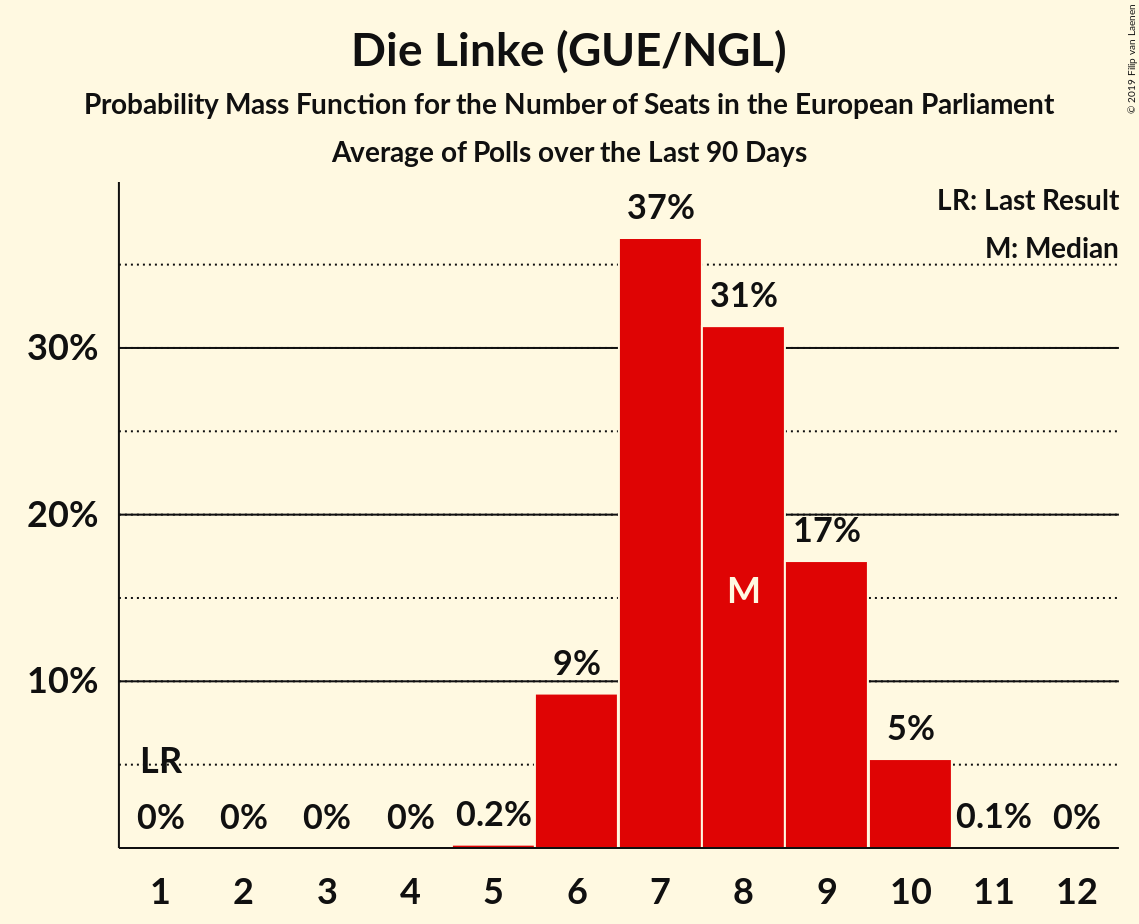 Die Linke (GUE/NGL)
Probability Mass Function for the Number of Seats in the European Parliament
Average of Polls over the Last 90 Days
© 2019 Filip van Laenen
LR: Last Result
M: Median
37%
31%
30%
20%
17%
M
9%
10%
5%
LR
0%
0%
0%
0%
0.2%
0.1%
0%
1 2 3 4 5 6 7 8 9 10 11 12